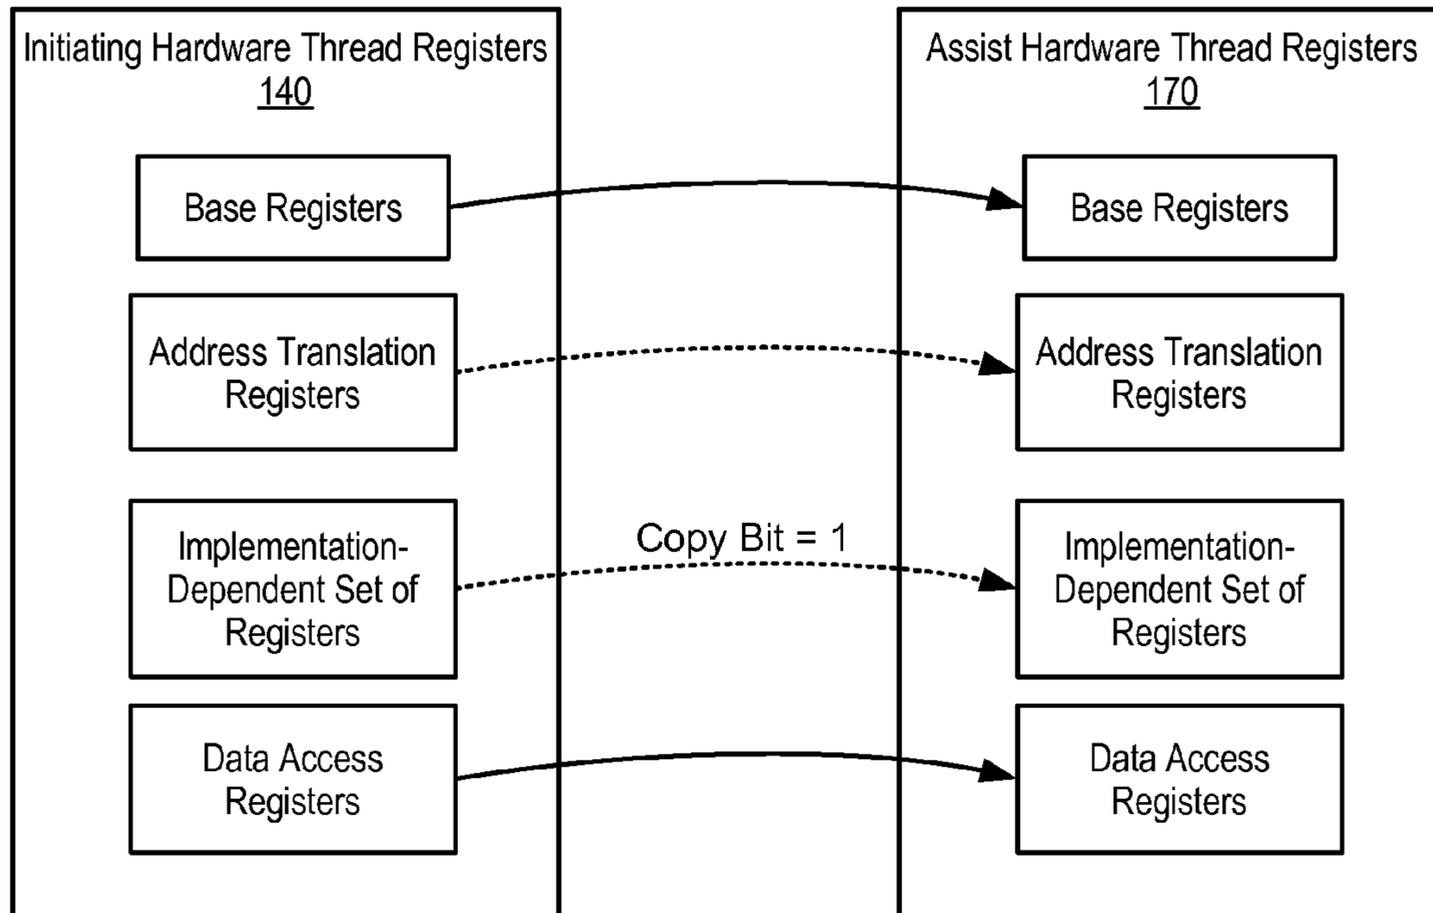 Initiating Hardware Thread Registers
140
Assist Hardware Thread Registers
170
Base Registers
Base Registers
Address Translation
Registers
Address Translation
Registers
Implementation-
Dependent Set of
Registers
Copy Bit = 1
Implementation-
Dependent Set of
Registers
Data Access
Registers
Data Access
Registers